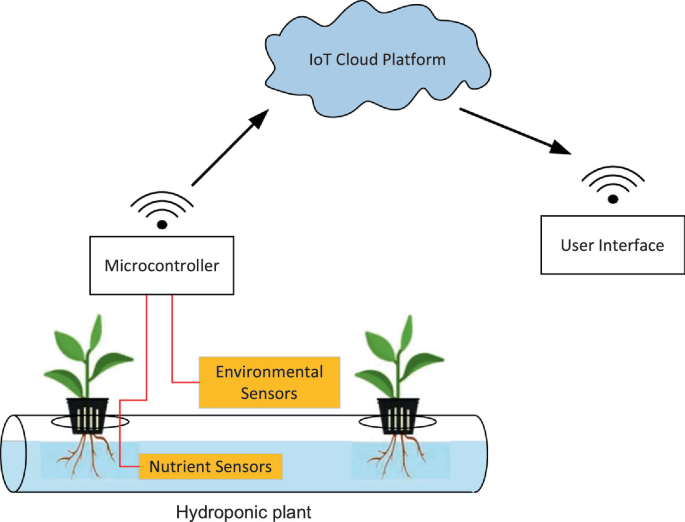 IoT Cloud Platform
User Interface
Microcontroller
Environmental
Sensors
Nutrient Sensors
Hydroponic plant